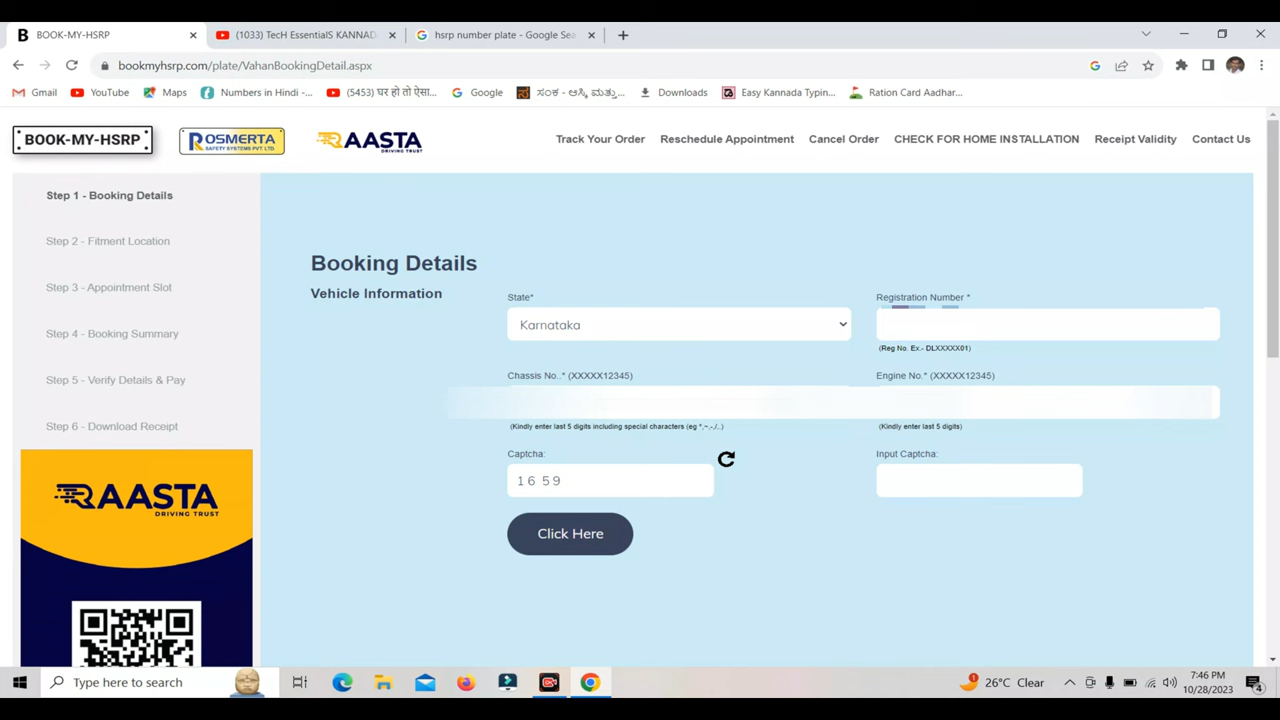 BOOK-MY-HSRP
(1033) TecH EssentialS KANNAD
hsrp number plate - Google Sea
bookmyhsrp.com/plate/VahanBookingDetail.aspx
Gmail
YouTube
Maps
Numbers in Hindi -...
(5453) घर हो तो ऐसा...
Google
Downloads
Easy Kannada Typin...
Ration Card Aadhar...
BOOK-MY-HSRP
ROSMERTA
SAFETY SYSTEMS PVT. LTD.
RAASTA
DRIVING TRUST
Track Your Order
Reschedule Appointment
Cancel Order
CHECK FOR HOME INSTALLATION
Receipt Validity
Contact Us
Step 1 - Booking Details
Step 2 - Fitment Location
Step 3 - Appointment Slot
Step 4 - Booking Summary
Step 5 - Verify Details & Pay
Step 6 - Download Receipt
RAASTA
DRIVING TRUST
Booking Details
Vehicle Information
State*
Karnataka
Registration Number *
(Reg No. Ex.- DLXXXXX01)
Chassis No..* (XXXXX12345)
(Kindly enter last 5 digits including special characters (eg *,~,-,/..)
Engine No.* (XXXXX12345)
(Kindly enter last 5 digits)
Captcha:
16 59
Input Captcha:
Click Here
Type here to search
1
26°C Clear
7:46 PM
10/28/2023
4